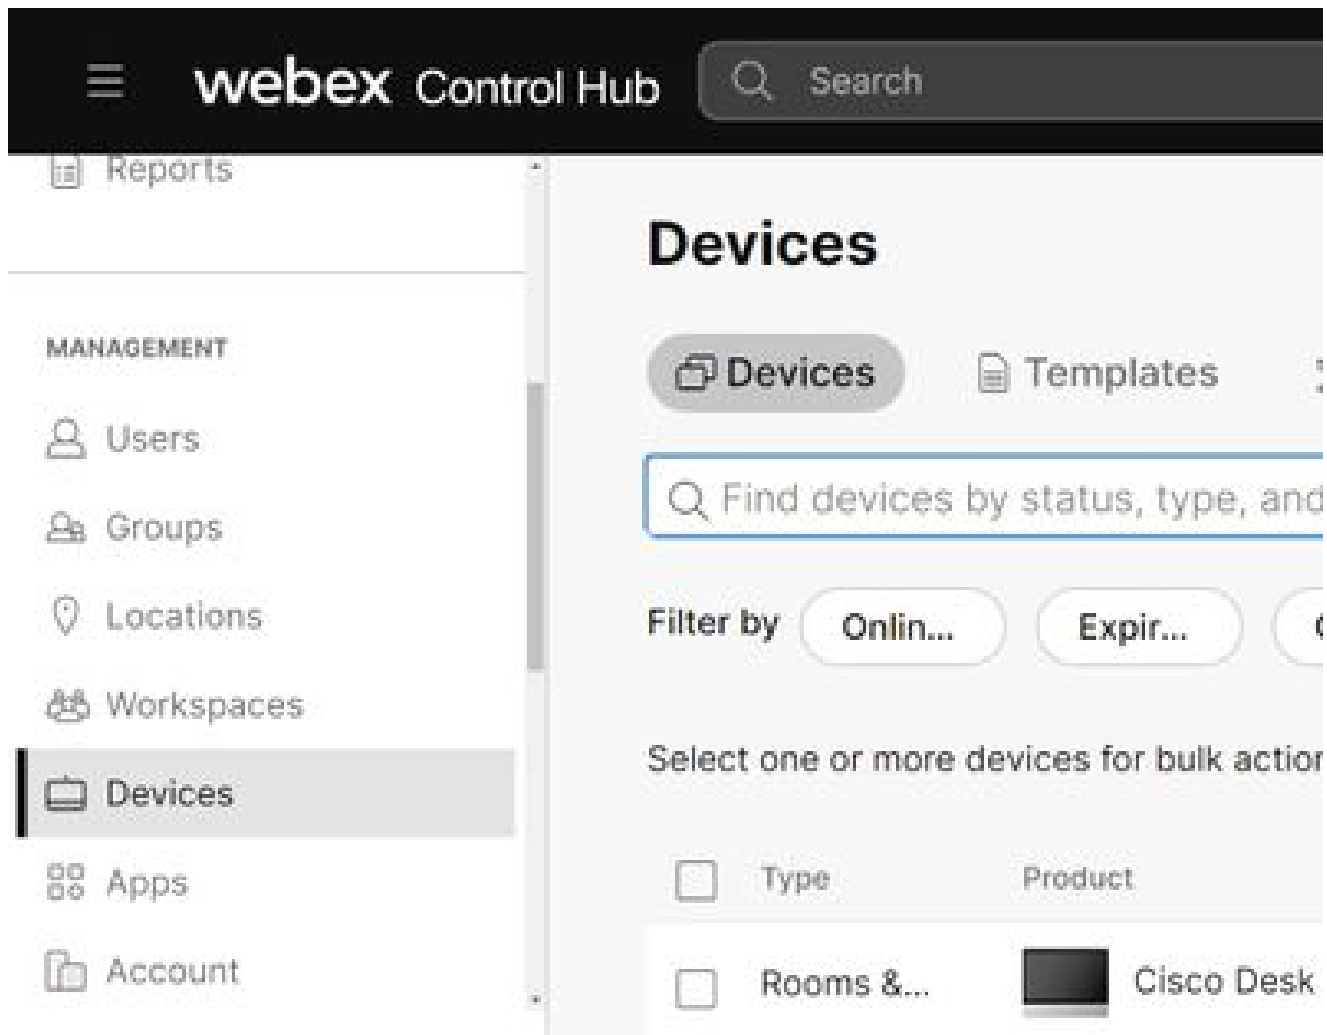 webex Control Hub
Search
Reports
MANAGEMENT
Users
Groups
Locations
Workspaces
Devices
Apps
Account
Devices
Devices
Templates
Find devices by status, type, and
Filter by
Onlin...
Expir...
Select one or more devices for bulk action
Type
Product
Rooms &...
Cisco Desk